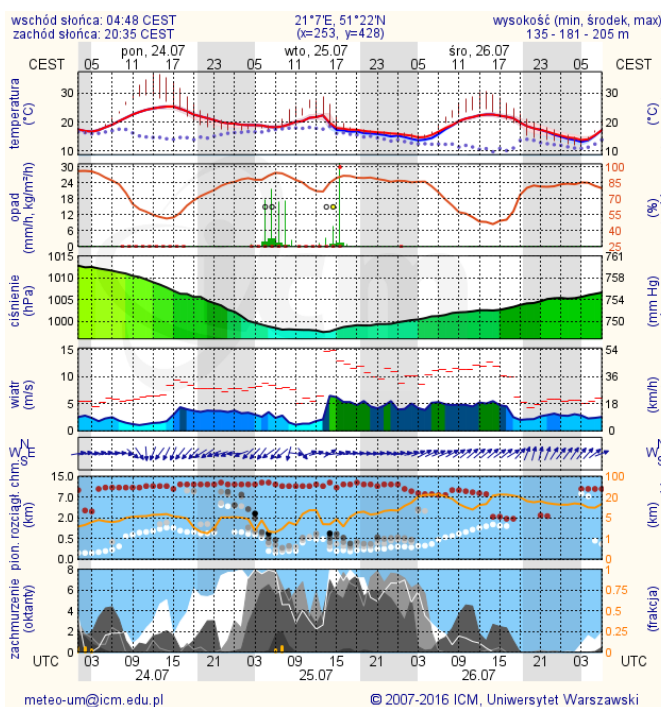 wschód słońca: 04:48 CEST 21°7'E, 51°22'N wysokość (min, środek, max)
zachód słońca: 20:35 CEST (x=253, y=428) 135 - 181 - 205 m
pon, 24.07 wto, 25.07 śro, 26.07
CEST 05 11 17 23 05 11 17 23 05 11 17 23 05 CEST
temperatura (°C)
30 30
20 20
10 10
(°C)
opad (mm/h, kg/m²/h)
30 100
24 85
18 70
12 55
6 40
0 25
(%)
ciśnienie (hPa)
1015 761
1010 758
1005 754
1000 750
(mm Hg)
wiatr (m/s)
15 54
10 36
5 18
0 0
(km/h)
N W E S N W S
pion. rozciągł. chm. (km)
15.0 100
7.0 20
2.0 5
0.5 1
0.0 0
(km)
zachmurzenie (oktanty)
8 1
6 0.75
4 0.5
2 0.25
0 0
(frakcja)
UTC 03 09 15 21 03 09 15 21 03 09 15 21 03 UTC
24.07 25.07 26.07
meteo-um@icm.edu.pl © 2007-2016 ICM, Uniwersytet Warszawski